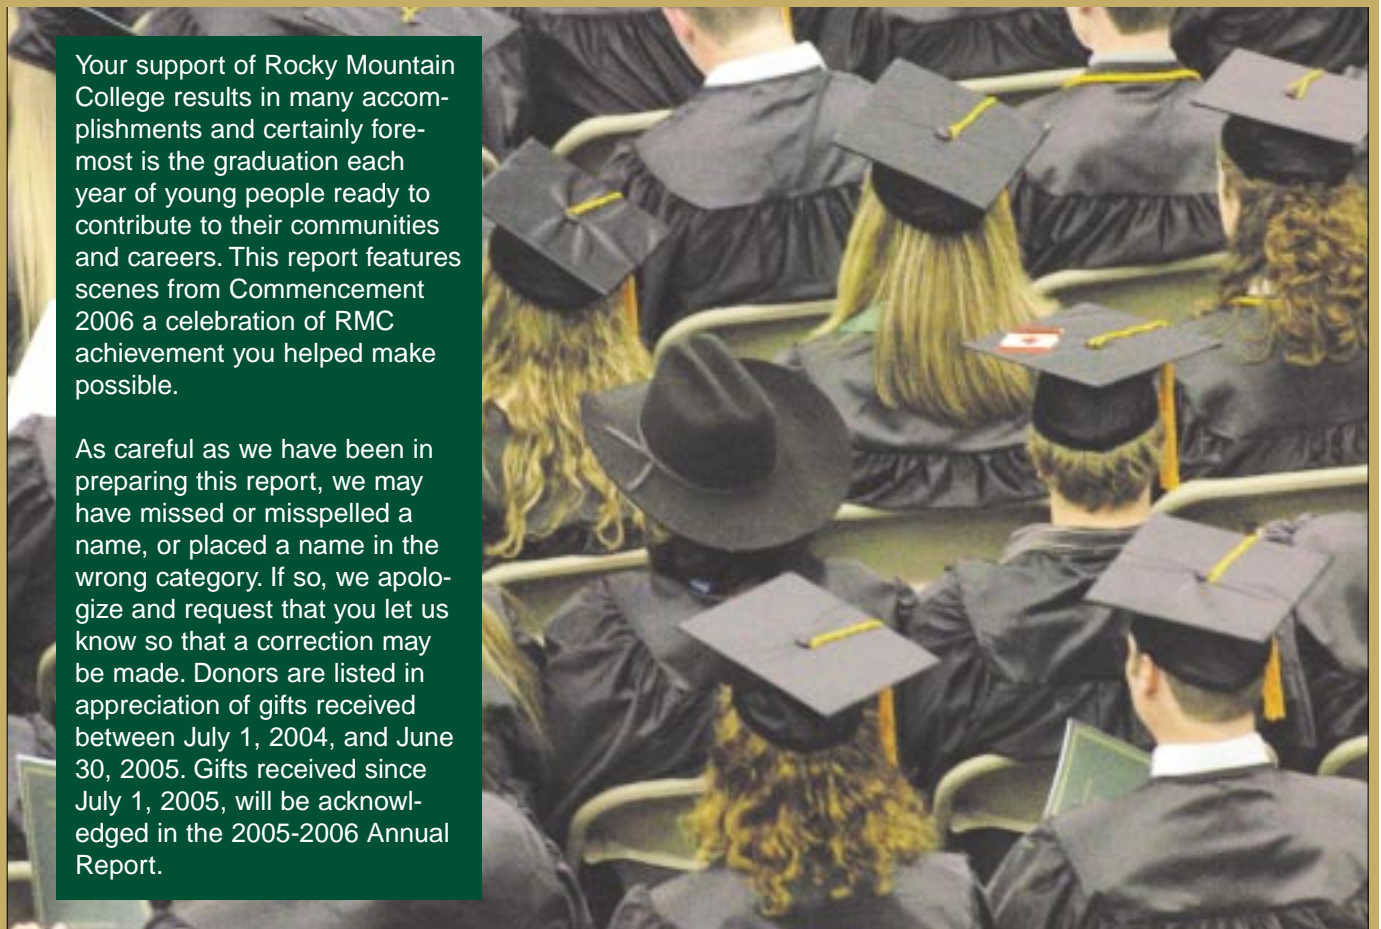 Your support of Rocky Mountain
College results in many accom-
plishments and certainly fore-
most is the graduation each
year of young people ready to
contribute to their communities
and careers. This report features
scenes from Commencement
2006 a celebration of RMC
achievement you helped make
possible.

As careful as we have been in
preparing this report, we may
have missed or misspelled a
name, or placed a name in the
wrong category. If so, we apolo-
gize and request that you let us
know so that a correction may
be made. Donors are listed in
appreciation of gifts received
between July 1, 2004, and June
30, 2005. Gifts received since
July 1, 2005, will be acknowl-
edged in the 2005-2006 Annual
Report.